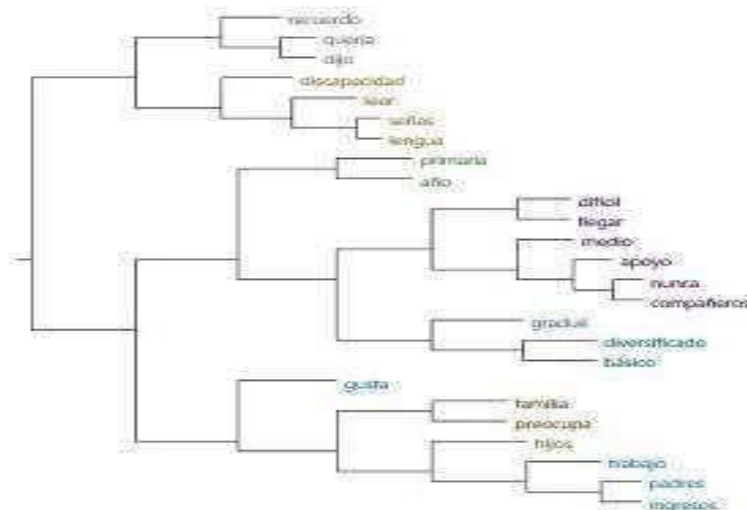 recuerdo
quería
dijo
discapacidad
leer
señas
lengua
primaria
año
difícil
llegar
medio
apoyo
nunca
compañeros
gradué
diversificado
básico
gusta
familia
preocupa
hijos
trabajo
padres
ingresos